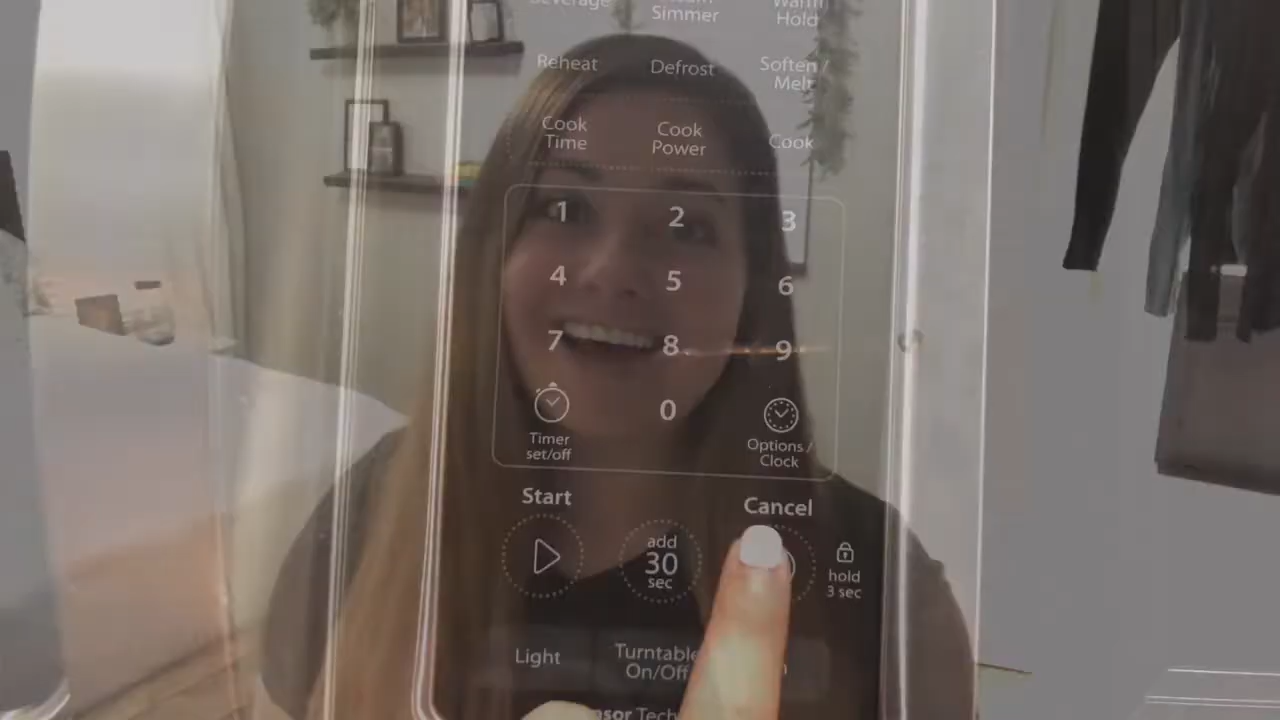 Beverage
Simmer
Warm
Hold
Reheat
Defrost
Soften /
Melt
Cook
Time
Cook
Power
Cook
1 2 3
4 5 6
7 8 9
0
Timer
set/off
Options /
Clock
Start
Cancel
add
30
sec
hold
3 sec
Light
Turntable
On/Off